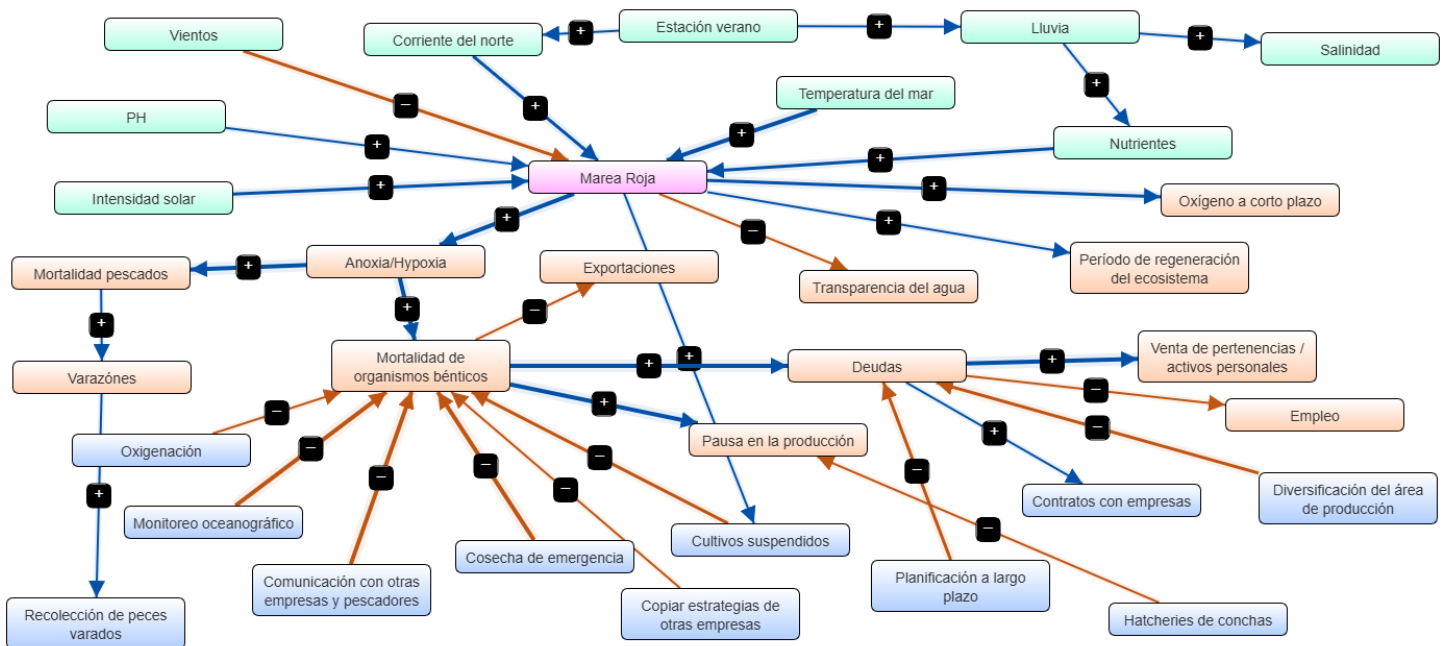 Vientos
Corriente del norte
Estación verano
Lluvia
Salinidad
+
+
+
+
PH
−
+
Temperatura del mar
+
Nutrientes
+
+
Marea Roja
Intensidad solar
+
+
Oxígeno a corto plazo
+
−
+
Mortalidad pescados
+
Anoxia/Hypoxia
Exportaciones
Período de regeneración
del ecosistema
Transparencia del agua
+
−
+
Varazónes
Mortalidad de
organismos bénticos
+
+
Deudas
+
Venta de pertenencias /
activos personales
−
Empleo
−
+
Oxigenación
−
−
−
−
−
Pausa en la producción
+
−
−
+
Monitoreo oceanográfico
−
Cosecha de emergencia
Cultivos suspendidos
Contratos con empresas
Diversificación del área
de producción
−
Comunicación con otras
empresas y pescadores
Copiar estrategias de
otras empresas
Planificación a largo
plazo
Hatcheries de conchas
Recolección de peces
varados